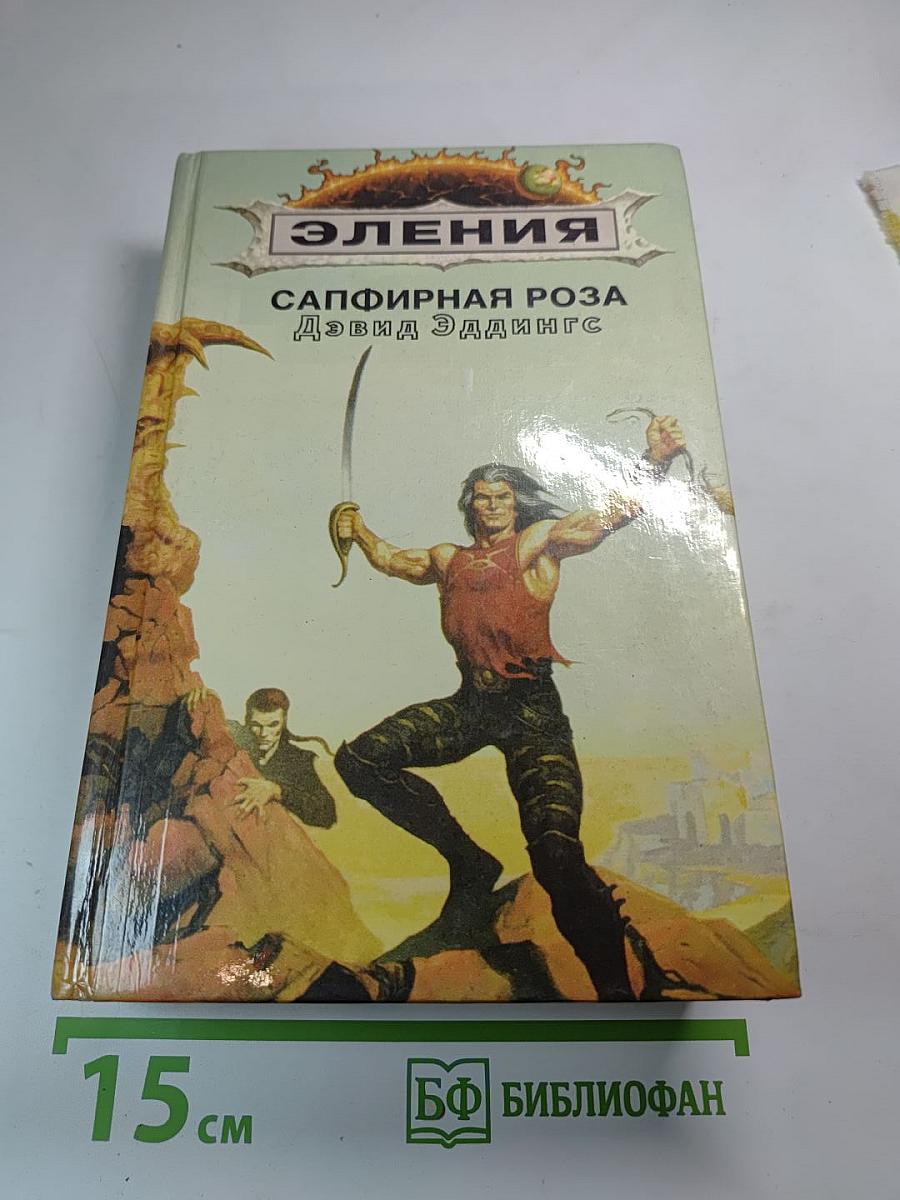 ЭЛЕНИЯ
САПФИРНАЯ РОЗА
Дэвид Эддингс
15 см
БФ БИБЛИОФАН